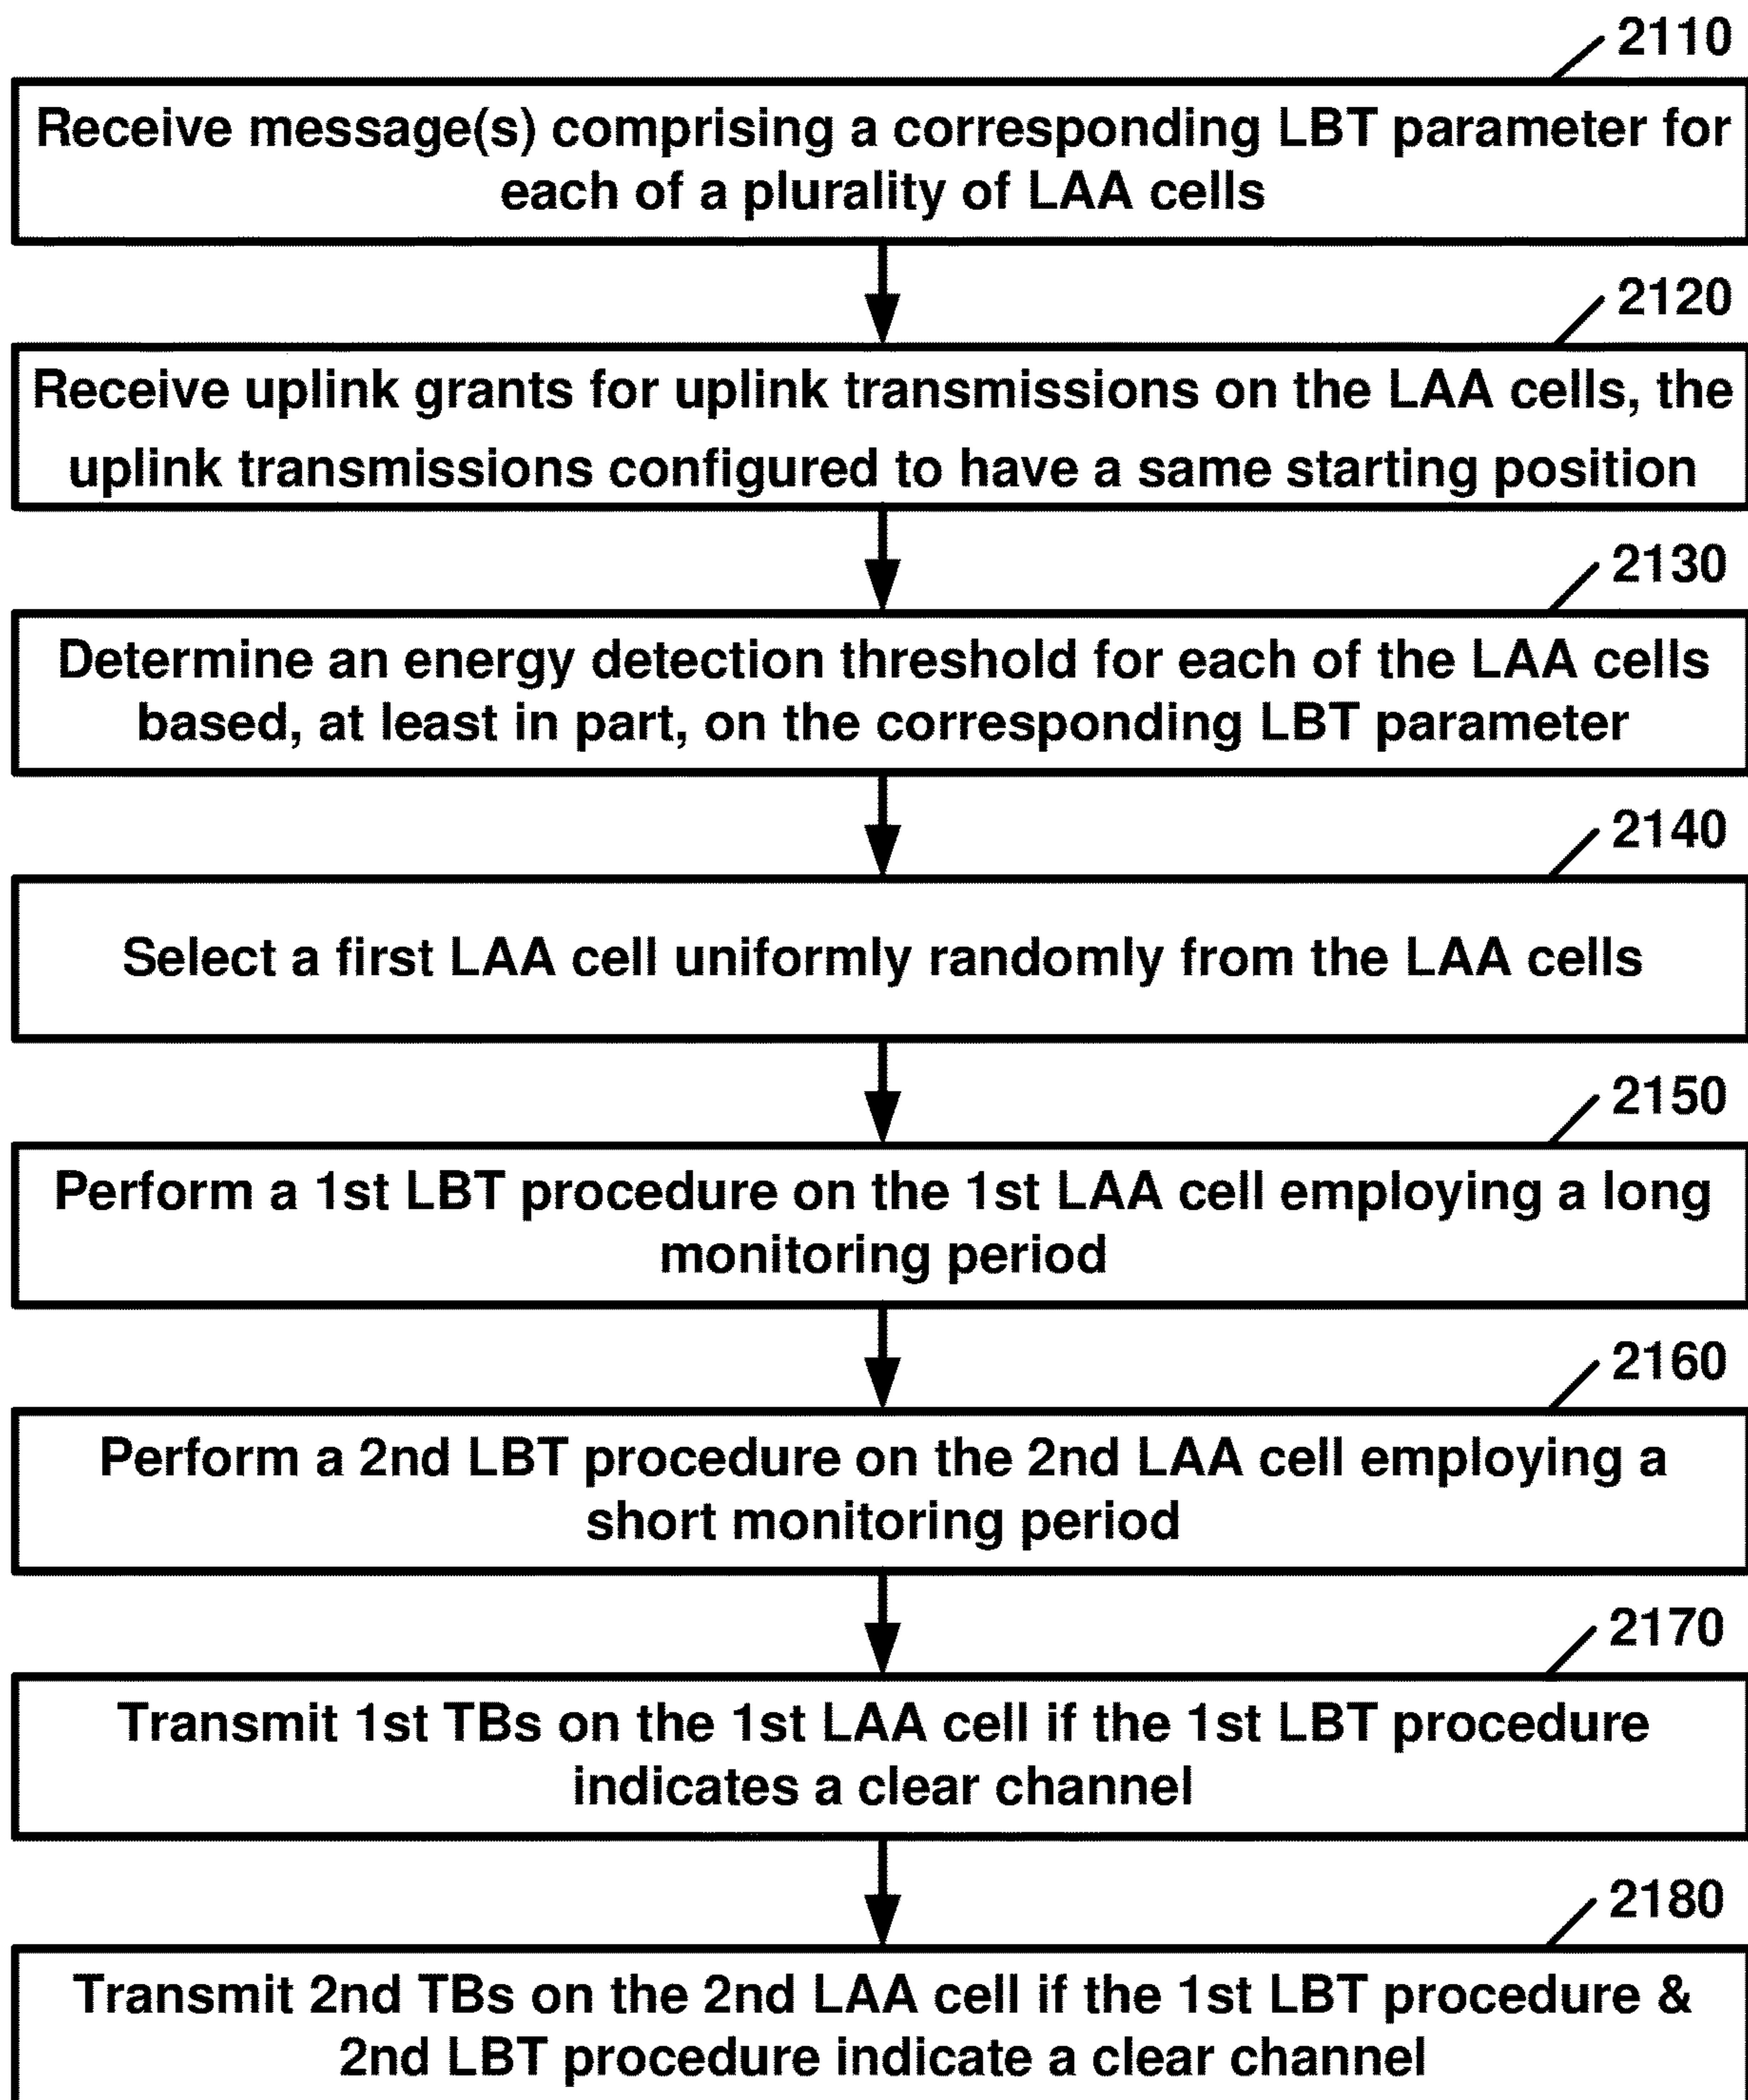 2110
Receive message(s) comprising a corresponding LBT parameter for
each of a plurality of LAA cells
2120
Receive uplink grants for uplink transmissions on the LAA cells, the
uplink transmissions configured to have a same starting position
2130
Determine an energy detection threshold for each of the LAA cells
based, at least in part, on the corresponding LBT parameter
2140
Select a first LAA cell uniformly randomly from the LAA cells
2150
Perform a 1st LBT procedure on the 1st LAA cell employing a long
monitoring period
2160
Perform a 2nd LBT procedure on the 2nd LAA cell employing a
short monitoring period
2170
Transmit 1st TBs on the 1st LAA cell if the 1st LBT procedure
indicates a clear channel
2180
Transmit 2nd TBs on the 2nd LAA cell if the 1st LBT procedure &
2nd LBT procedure indicate a clear channel